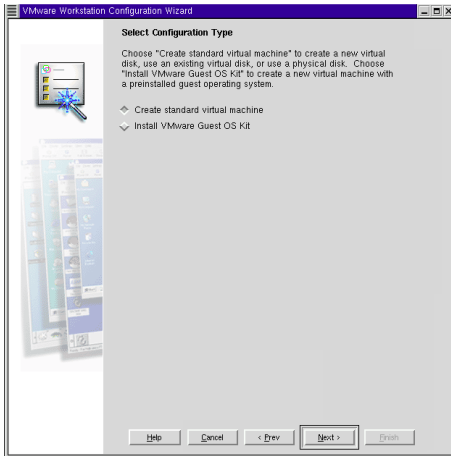 VMware Workstation Configuration Wizard
Select Configuration Type
Choose "Create standard virtual machine" to create a new virtual
disk, use an existing virtual disk, or use a physical disk. Choose
"Install VMware Guest OS Kit" to create a new virtual machine with
a preinstalled guest operating system.
Create standard virtual machine
Install VMware Guest OS Kit
Help Cancel < Prev Next > Finish